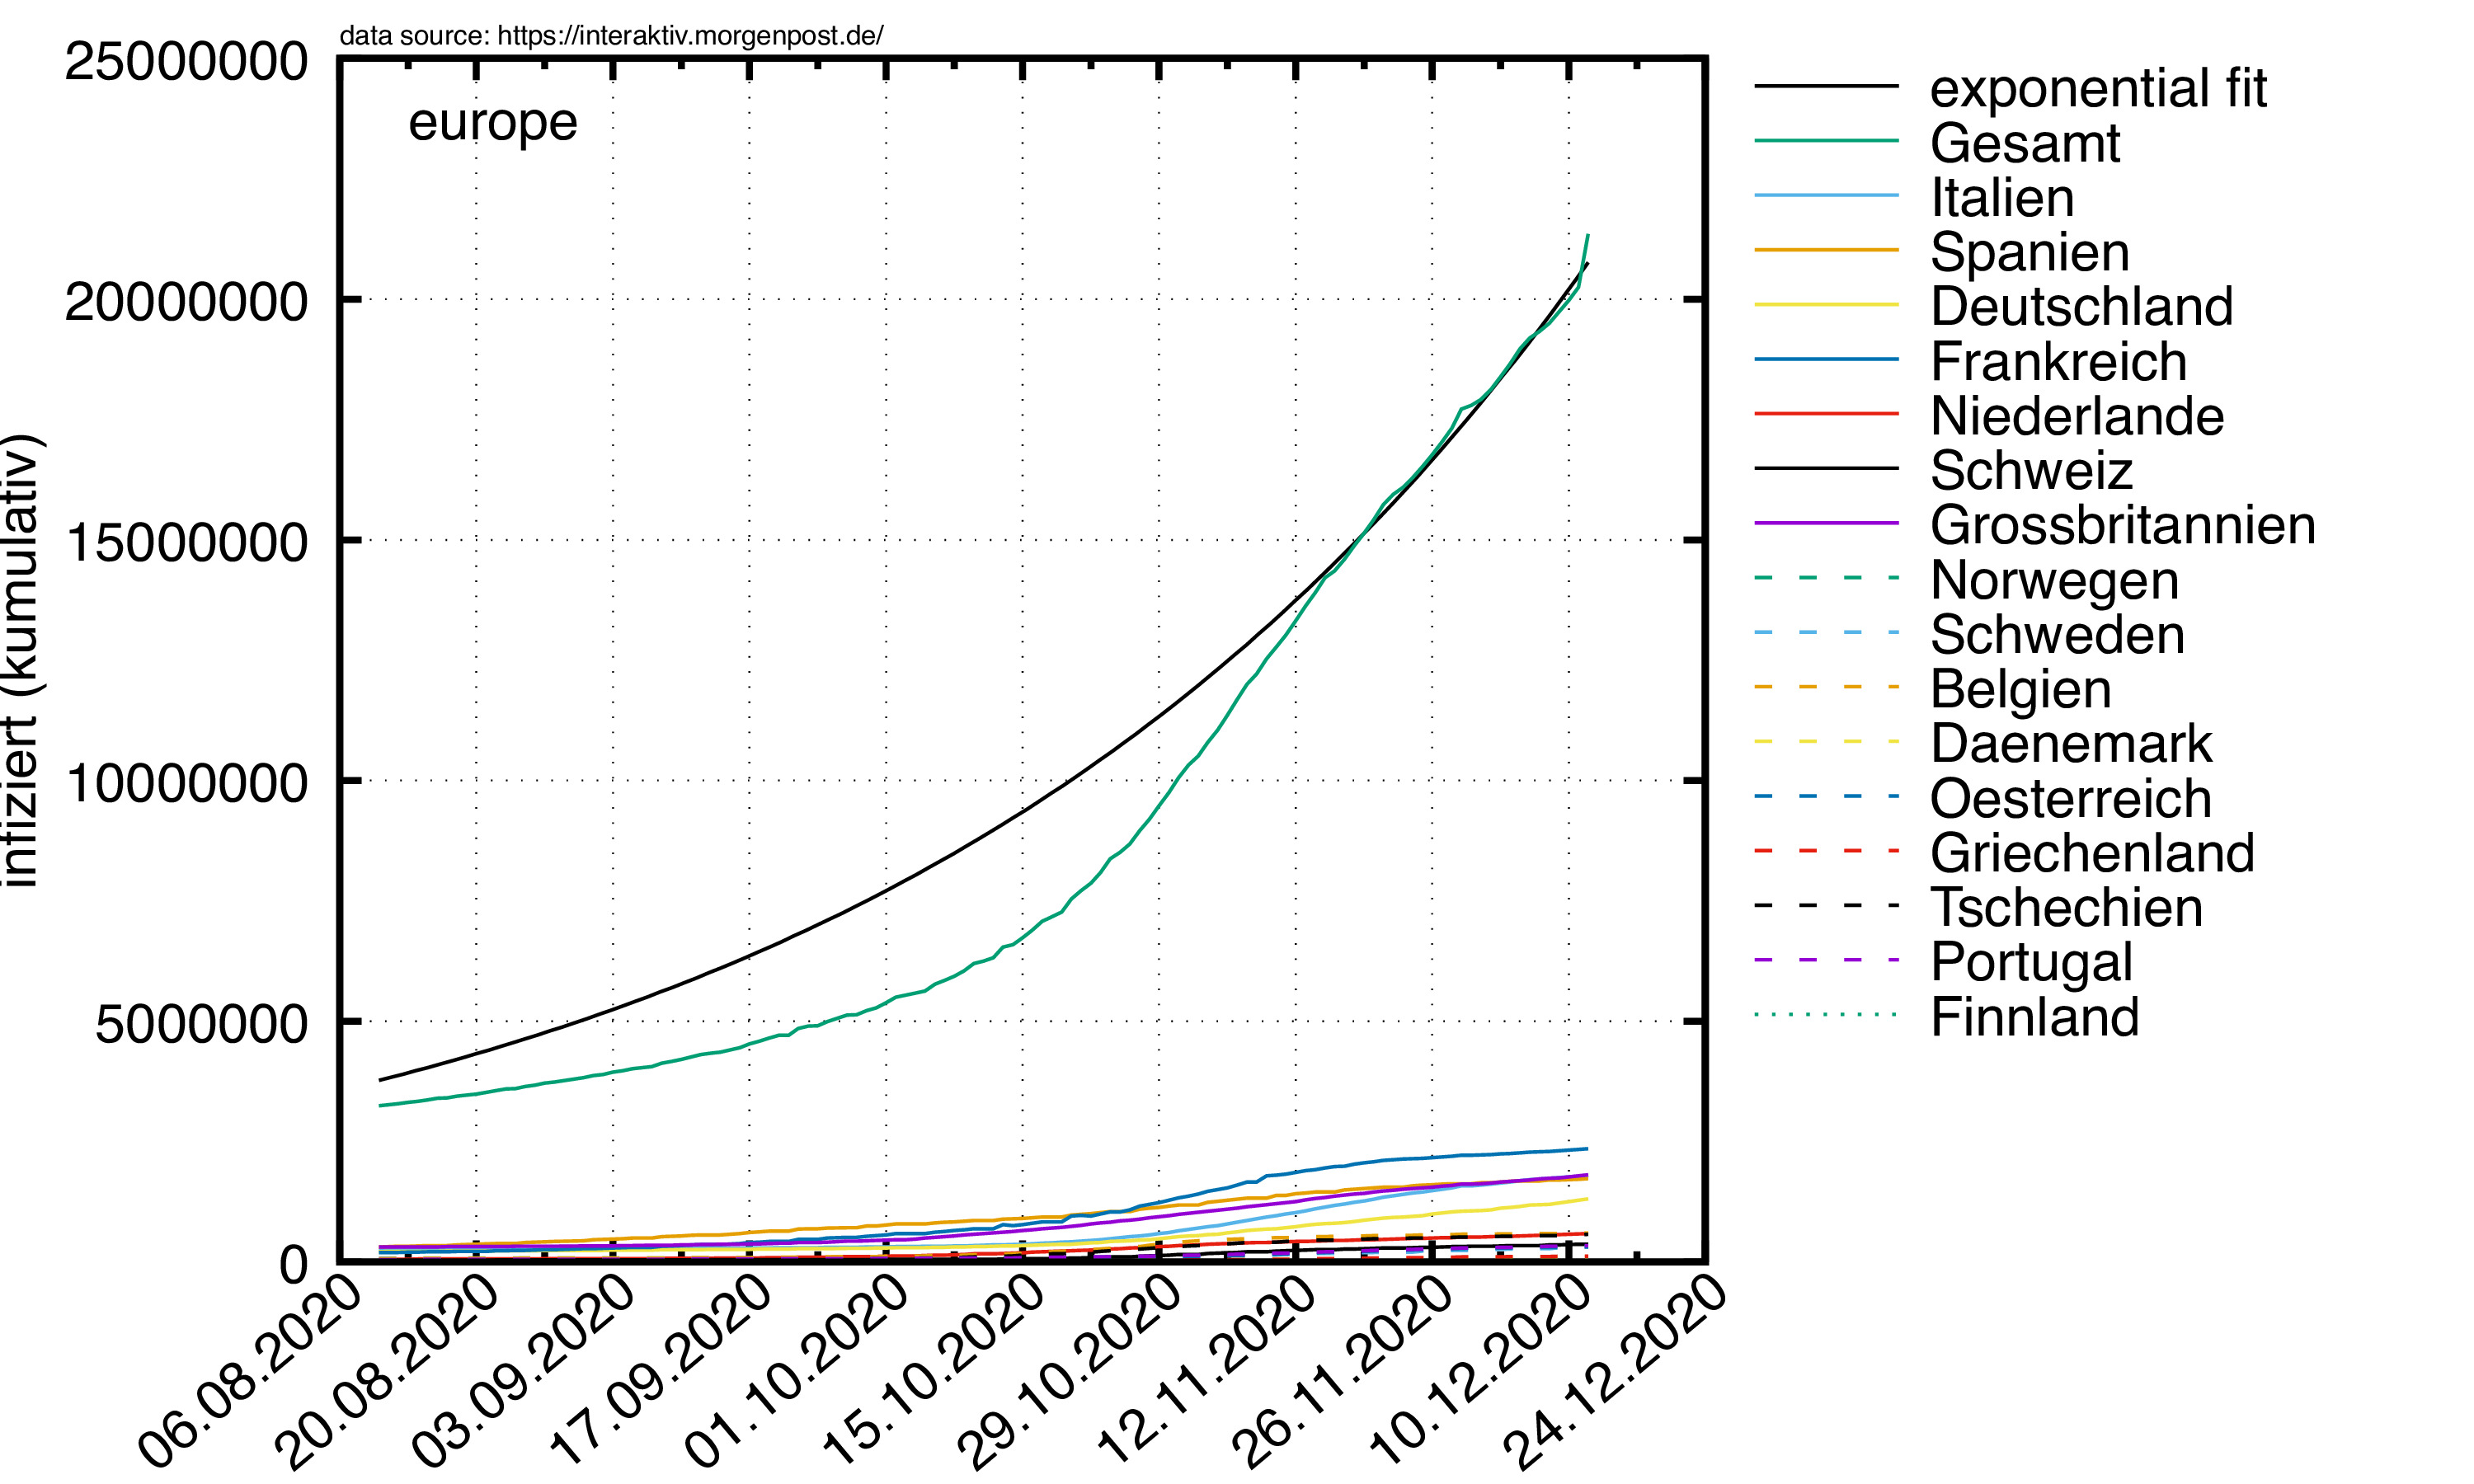 data source: https://interaktiv.morgenpost.de/
europe
infiziert (kumulativ)
25000000
20000000
15000000
10000000
5000000
0
06.08.2020
20.08.2020
03.09.2020
17.09.2020
01.10.2020
15.10.2020
29.10.2020
12.11.2020
26.11.2020
10.12.2020
24.12.2020
exponential fit
Gesamt
Italien
Spanien
Deutschland
Frankreich
Niederlande
Schweiz
Grossbritannien
Norwegen
Schweden
Belgien
Daenemark
Oesterreich
Griechenland
Tschechien
Portugal
Finnland